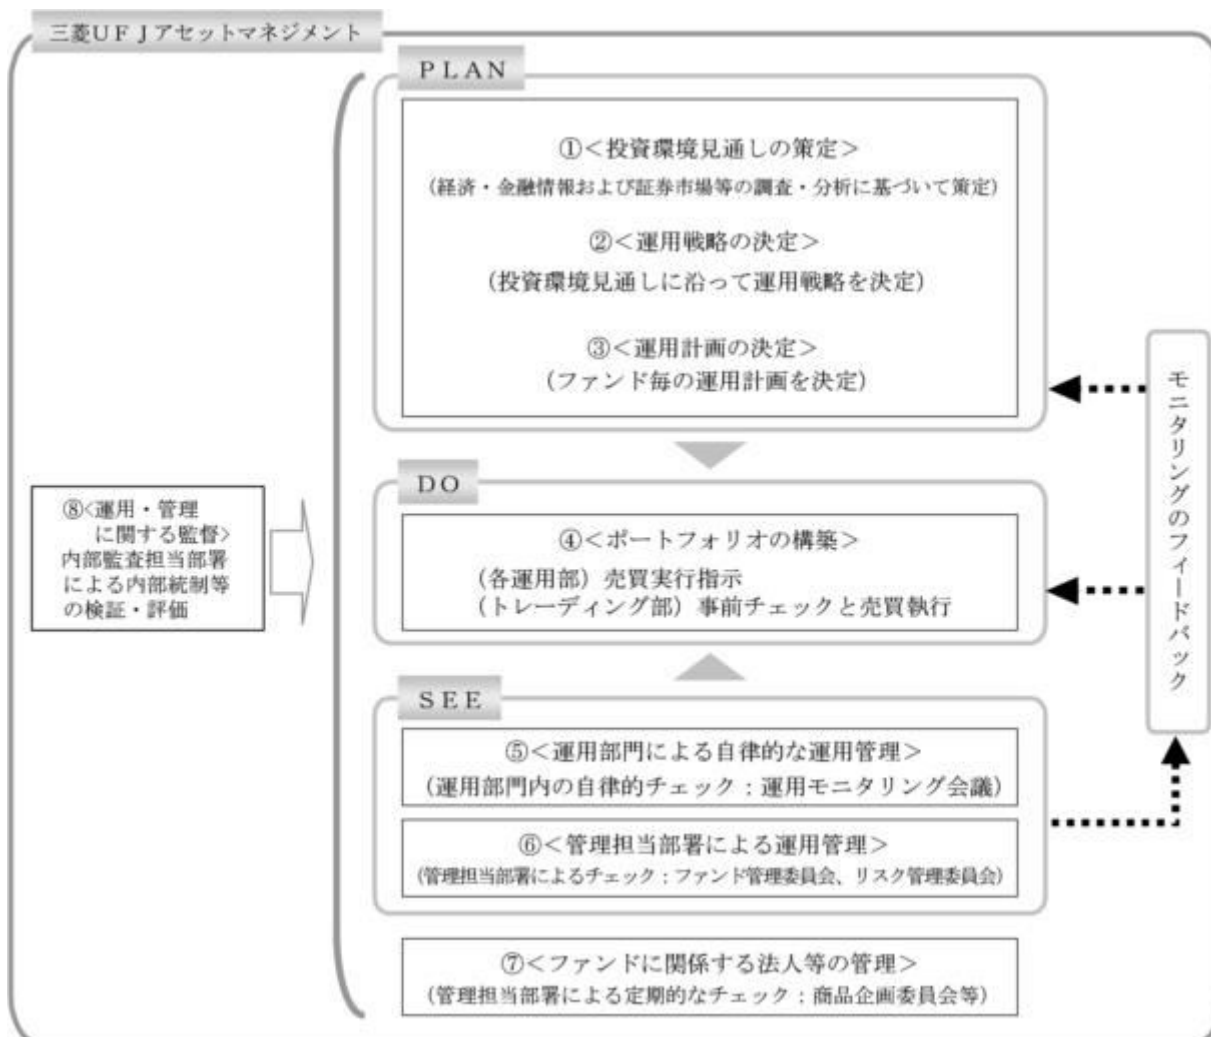 三菱UFJアセットマネジメント
PLAN
①＜投資環境見通しの策定＞
（経済・金融情報および証券市場等の調査・分析に基づいて策定）
②＜運用戦略の決定＞
（投資環境見通しに沿って運用戦略を決定）
③＜運用計画の決定＞
（ファンド毎の運用計画を決定）
DO
④＜ポートフォリオの構築＞
（各運用部）売買実行指示
（トレーディング部）事前チェックと売買執行
SEE
⑤＜運用部門による自律的な運用管理＞
（運用部門内の自律的チェック：運用モニタリング会議）
⑥＜管理担当部署による運用管理＞
（管理担当部署によるチェック：ファンド管理委員会、リスク管理委員会）
⑦＜ファンドに関係する法人等の管理＞
（管理担当部署による定期的なチェック：商品企画委員会等）
⑧<運用・管理
に関する監督>
内部監査担当部署
による内部統制等
の検証・評価
モニタリングのフィードバック